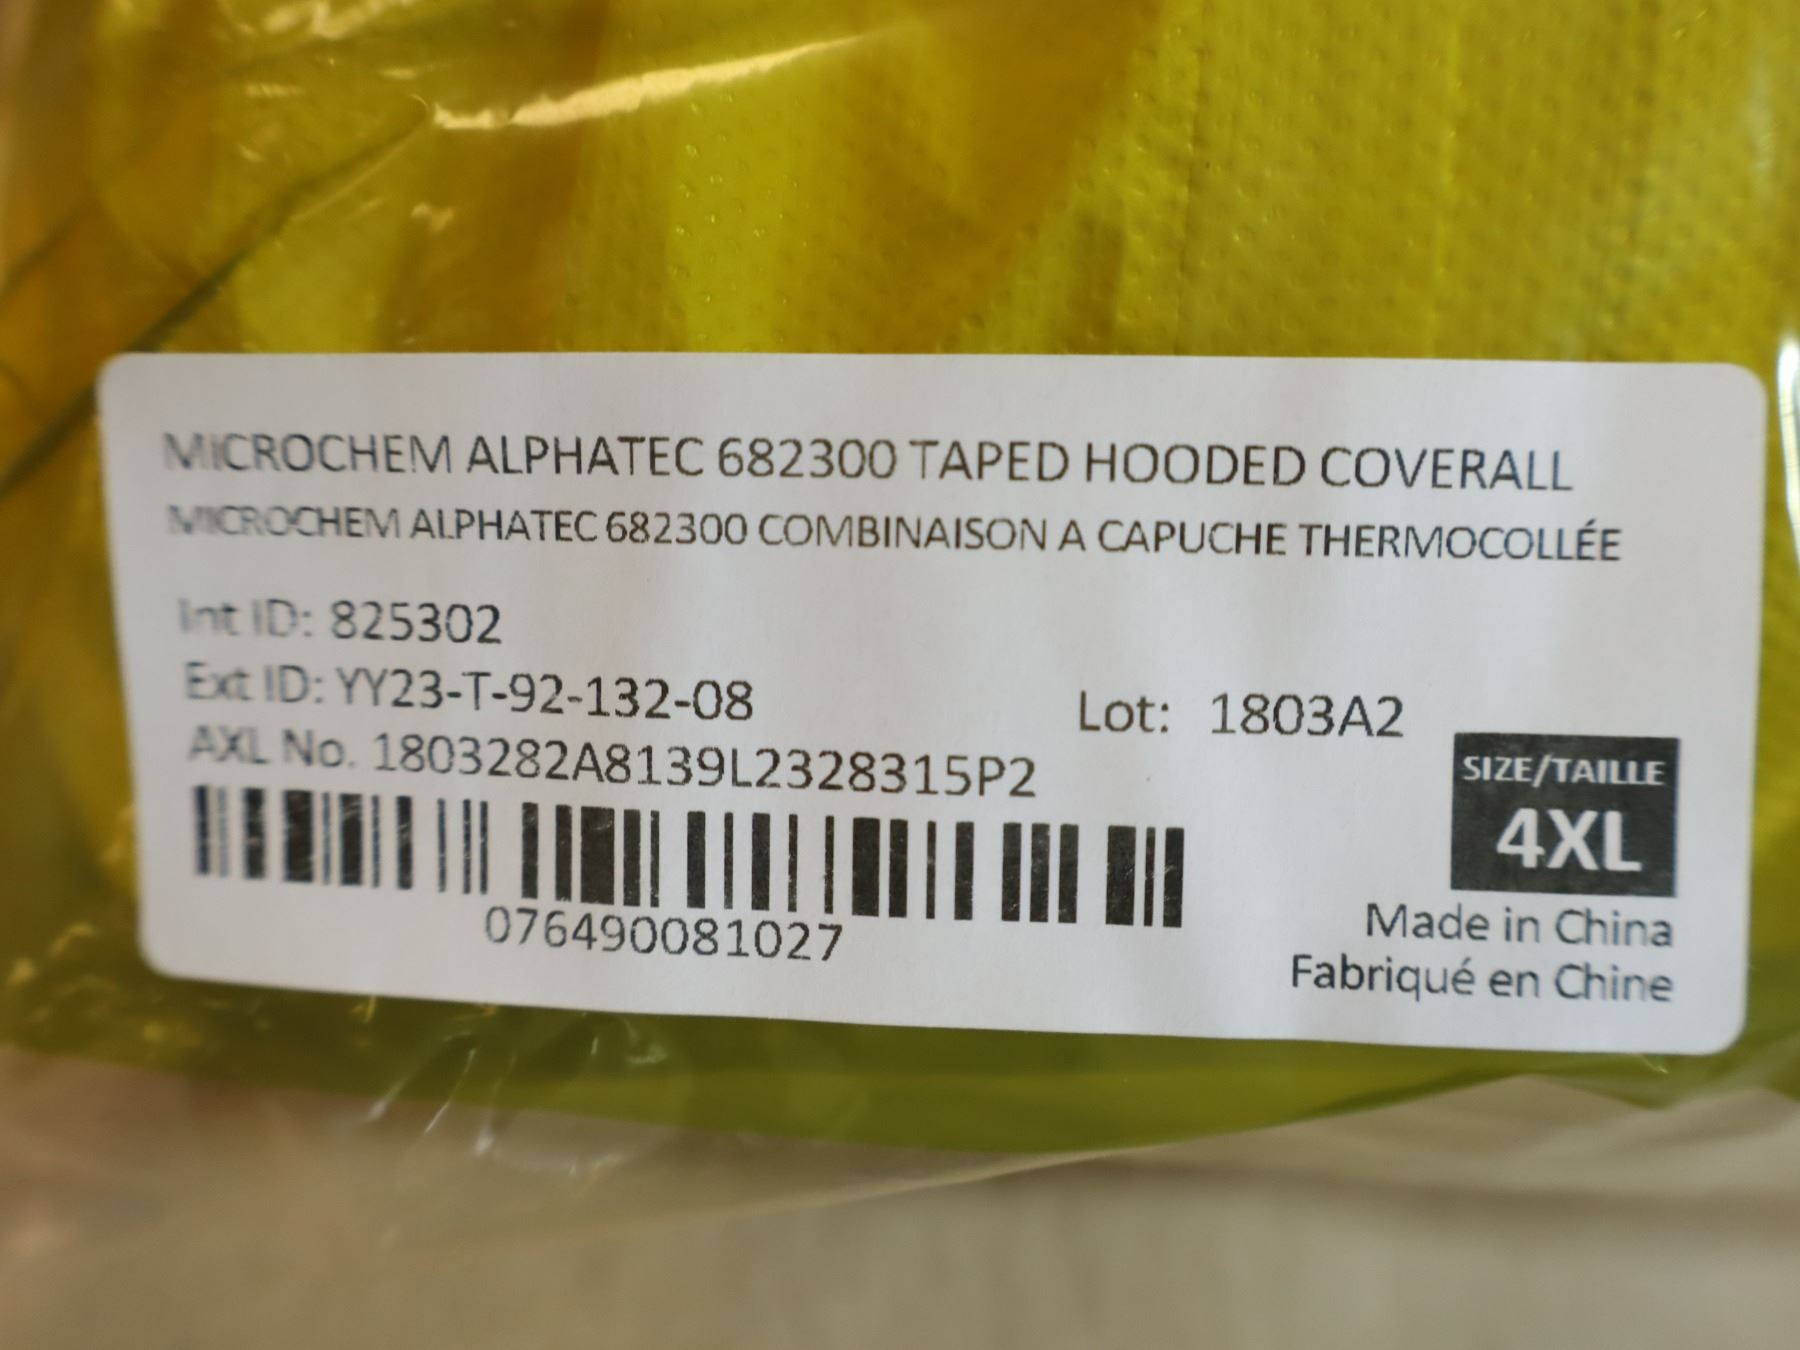 MICROCHEM ALPHATEC 682300 TAPED HOODED COVERALL
MICROCHEM ALPHATEC 682300 COMBINAISON A CAPUCHE THERMOCOLLÉE
Int ID: 825302
Ext ID: YY23-T-92-132-08
Lot: 1803A2
AXL No. 1803282A8139L2328315P2
SIZE/TAILLE
4XL
076490081027
Made in China
Fabriqué en Chine